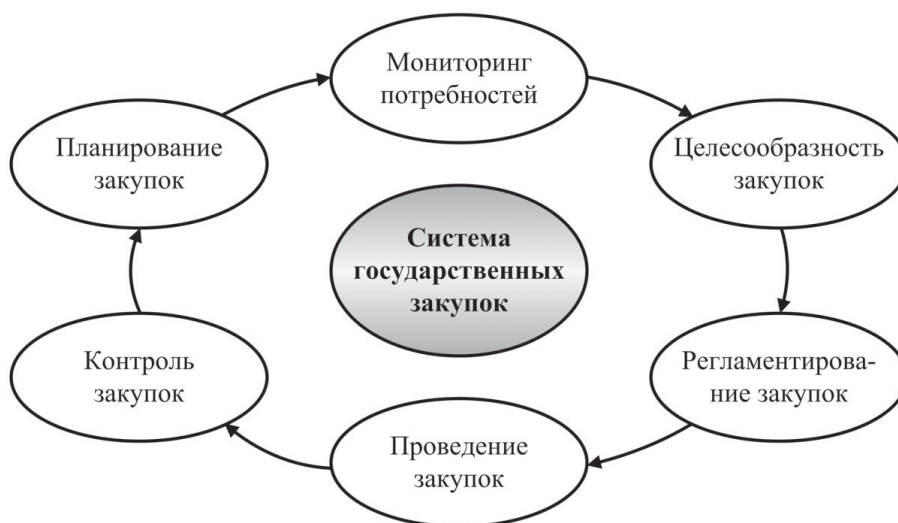 Мониторинг
потребностей
Планирование
закупок
Целесообразность
закупок
Система
государственных
закупок
Контроль
закупок
Регламентирова-
ние закупок
Проведение
закупок